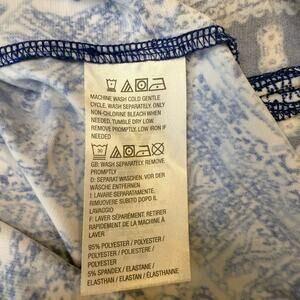 MACHINE WASH COLD GENTLE
CYCLE, WASH SEPARATELY, ONLY
NON-CHLORINE BLEACH WHEN
NEEDED, TUMBLE DRY LOW.
REMOVE PROMPTLY, LOW IRON IF
NEEDED
30
GB: WASH SEPARATELY. REMOVE
PROMPTLY
D: SEPARAT WASCHEN, VOR DER
WÄSCHE ENTFERNEN.
I: LAVARE SEPARATAMENTE.
RIMUOVERE SUBITO DOPO IL
LAVAGGIO
F: LAVER SÉPARÉMENT, RETIRER
RAPIDEMENT DE LA MACHINE À
LAVER
95% POLYESTER / POLYESTER /
POLIESTERE / POLYESTER /
POLYESTER
5% SPANDEX / ELASTANE /
ELASTHAN / ELASTAN / ÉLASTHANNE